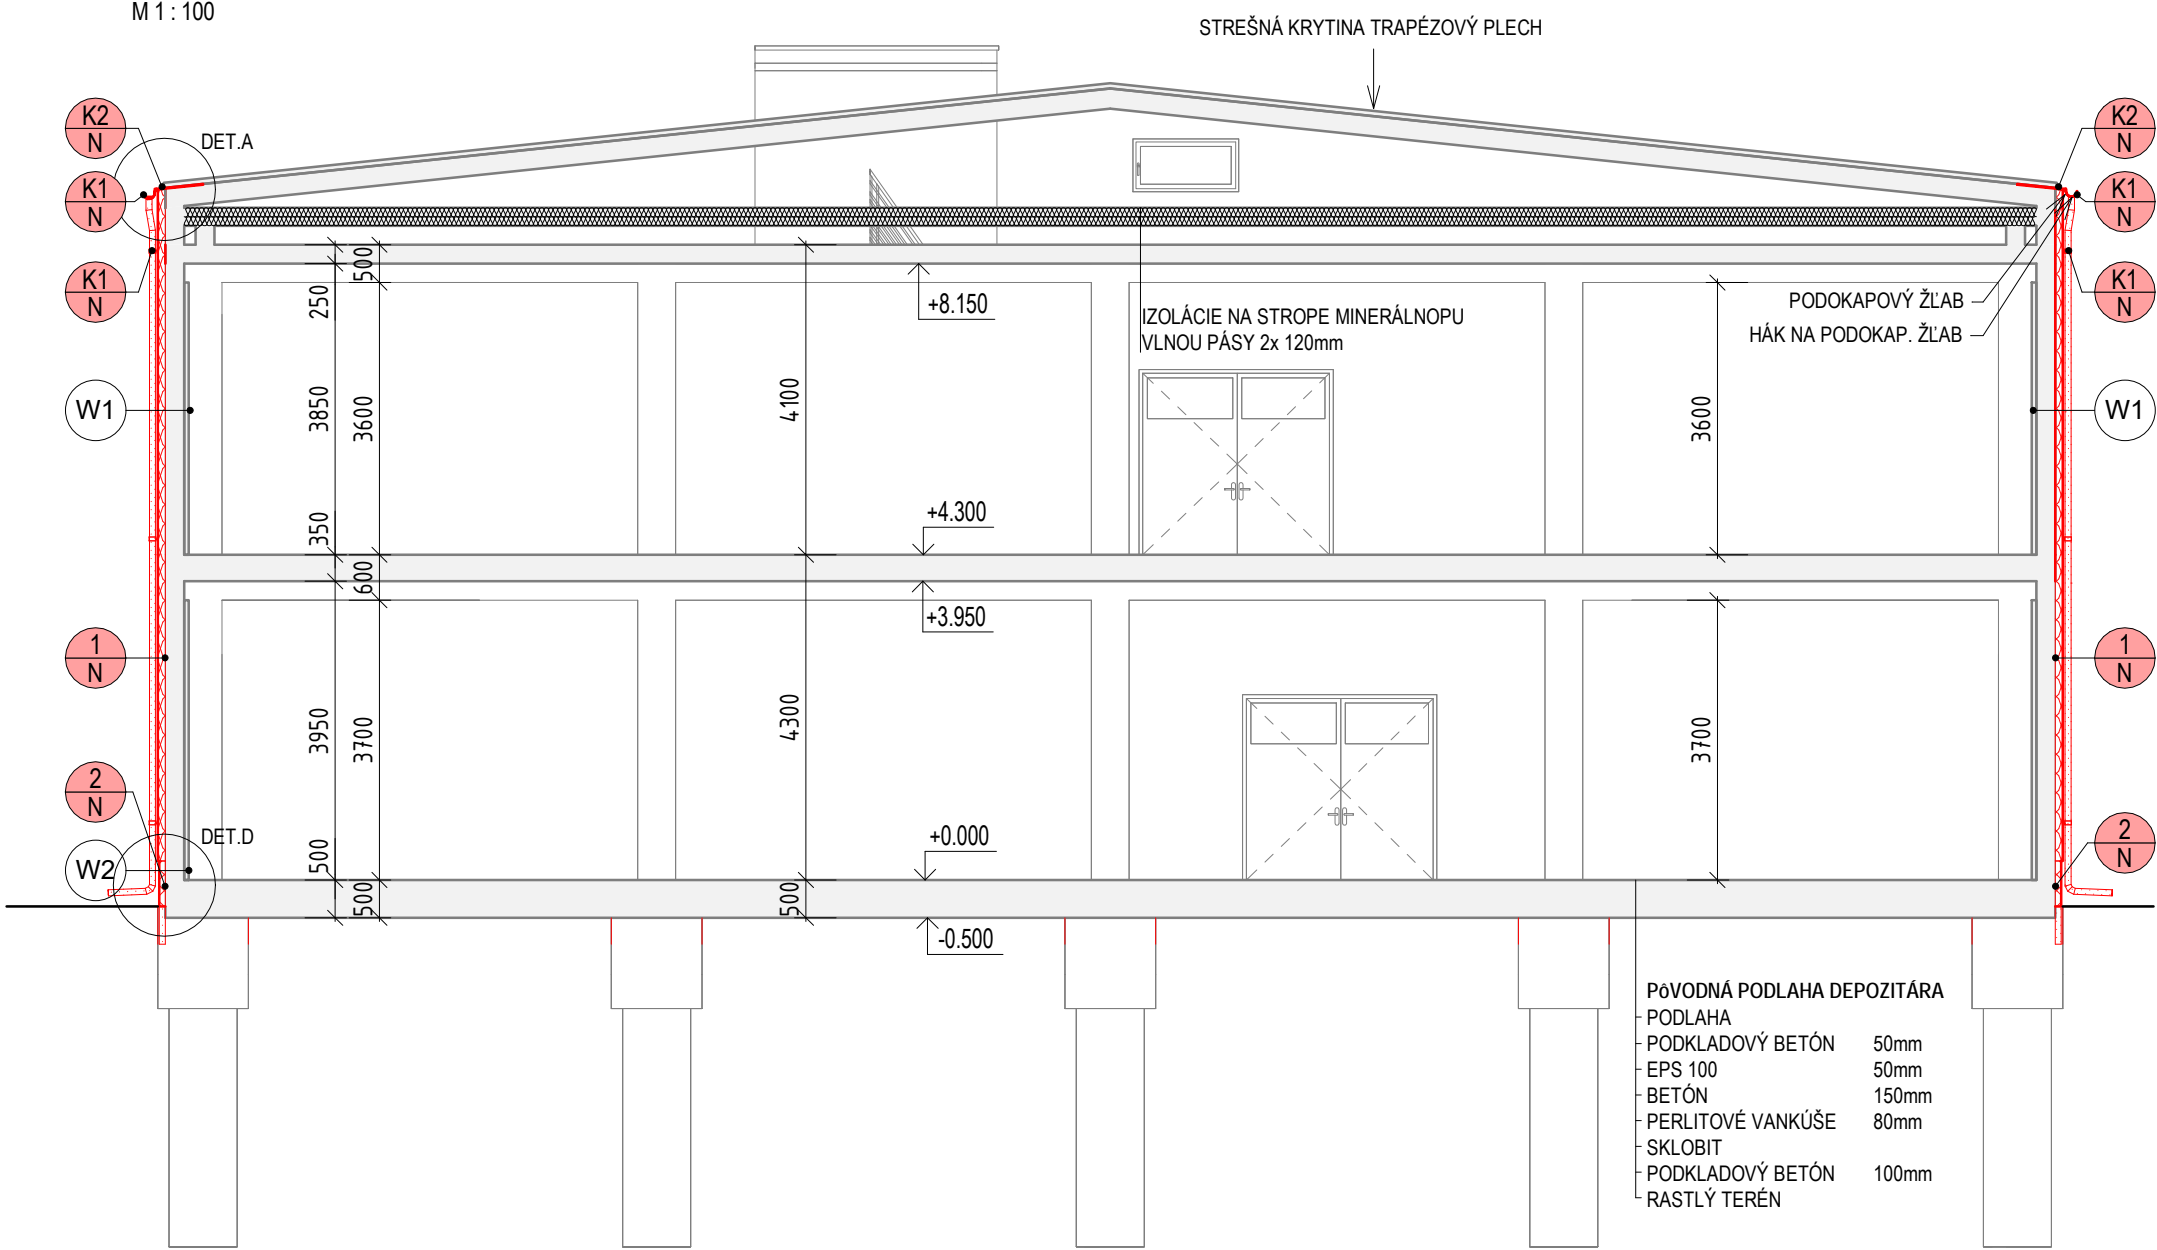 M 1 : 100
STREŠNÁ KRYTINA TRAPÉZOVÝ PLECH
K2
N
DET.A
K2
N
K1
N
K1
N
K1
N
K1
N
500
250
+8.150
IZOLÁCIE NA STROPE MINERÁLNOPU
VLNOU PÁSY 2x 120mm
PODOKAPOVÝ ŽĽAB
HÁK NA PODOKAP. ŽĽAB
W1
3850
3600
4100
3600
W1
350
+4.300
600
+3.950
1
N
1
N
3950
3700
4300
3700
2
N
DET.D
W2
500
+0.000
2
N
500
500
-0.500
PôVODNÁ PODLAHA DEPOZITÁRA
PODLAHA
PODKLADOVÝ BETÓN 50mm
EPS 100 50mm
BETÓN 150mm
PERLITOVÉ VANKÚŠE 80mm
SKLOBIT
PODKLADOVÝ BETÓN 100mm
RASTLÝ TERÉN